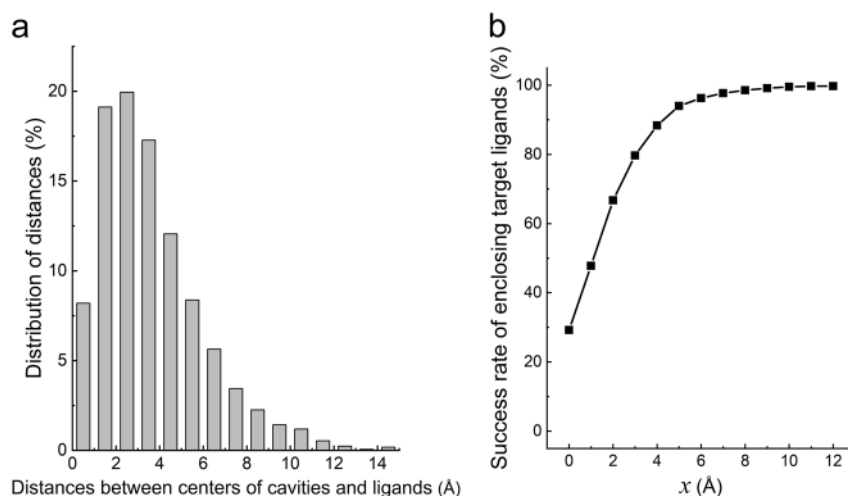 a
Distribution of distances (%)
20
15
10
5
0
0 2 4 6 8 10 12 14
Distances between centers of cavities and ligands (Å)
b
Success rate of enclosing target ligands (%)
100
80
60
40
20
0
0 2 4 6 8 10 12
x (Å)